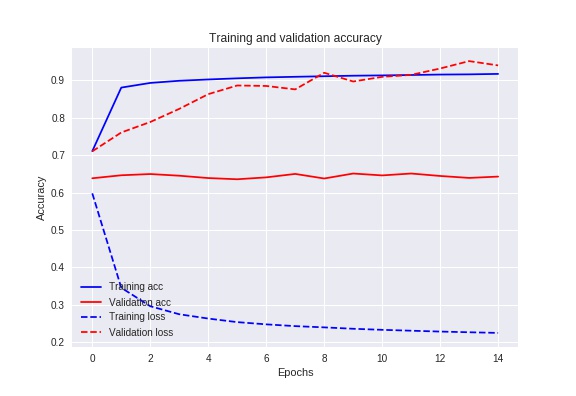 Training and validation accuracy
Accuracy
0.9
0.8
0.7
0.6
0.5
0.4
0.3
0.2
Training acc
Validation acc
Training loss
Validation loss
0 2 4 6 8 10 12 14
Epochs